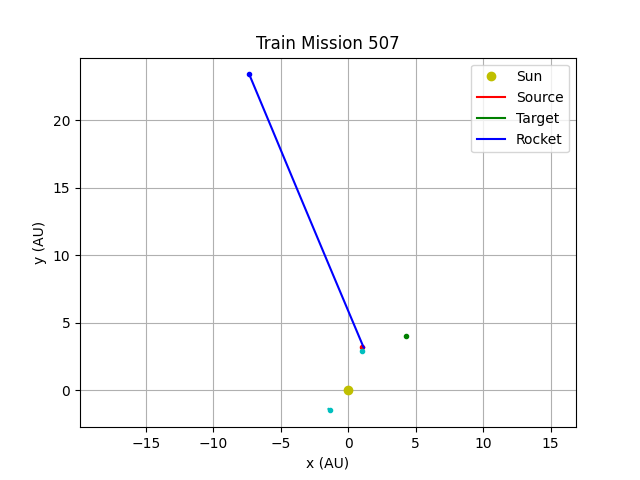 Train Mission 507
Sun
Source
Target
Rocket
20
15
10
5
0
y (AU)
−15
−10
−5
0
5
10
15
x (AU)